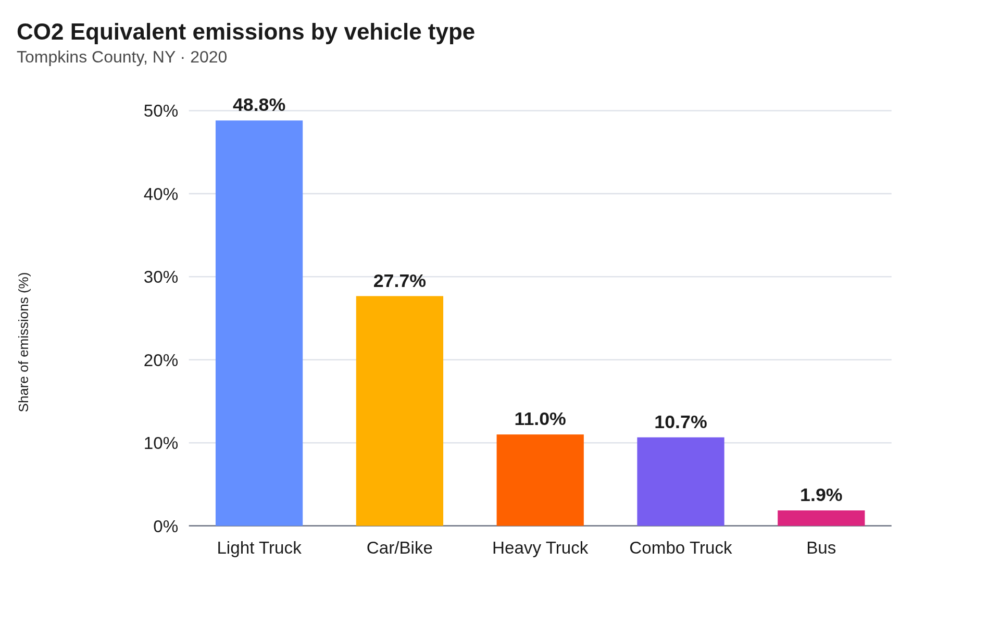 CO2 Equivalent emissions by vehicle type
Tompkins County, NY · 2020
Share of emissions (%)
50%
40%
30%
20%
10%
0%
48.8%
27.7%
11.0%
10.7%
1.9%
Light Truck
Car/Bike
Heavy Truck
Combo Truck
Bus